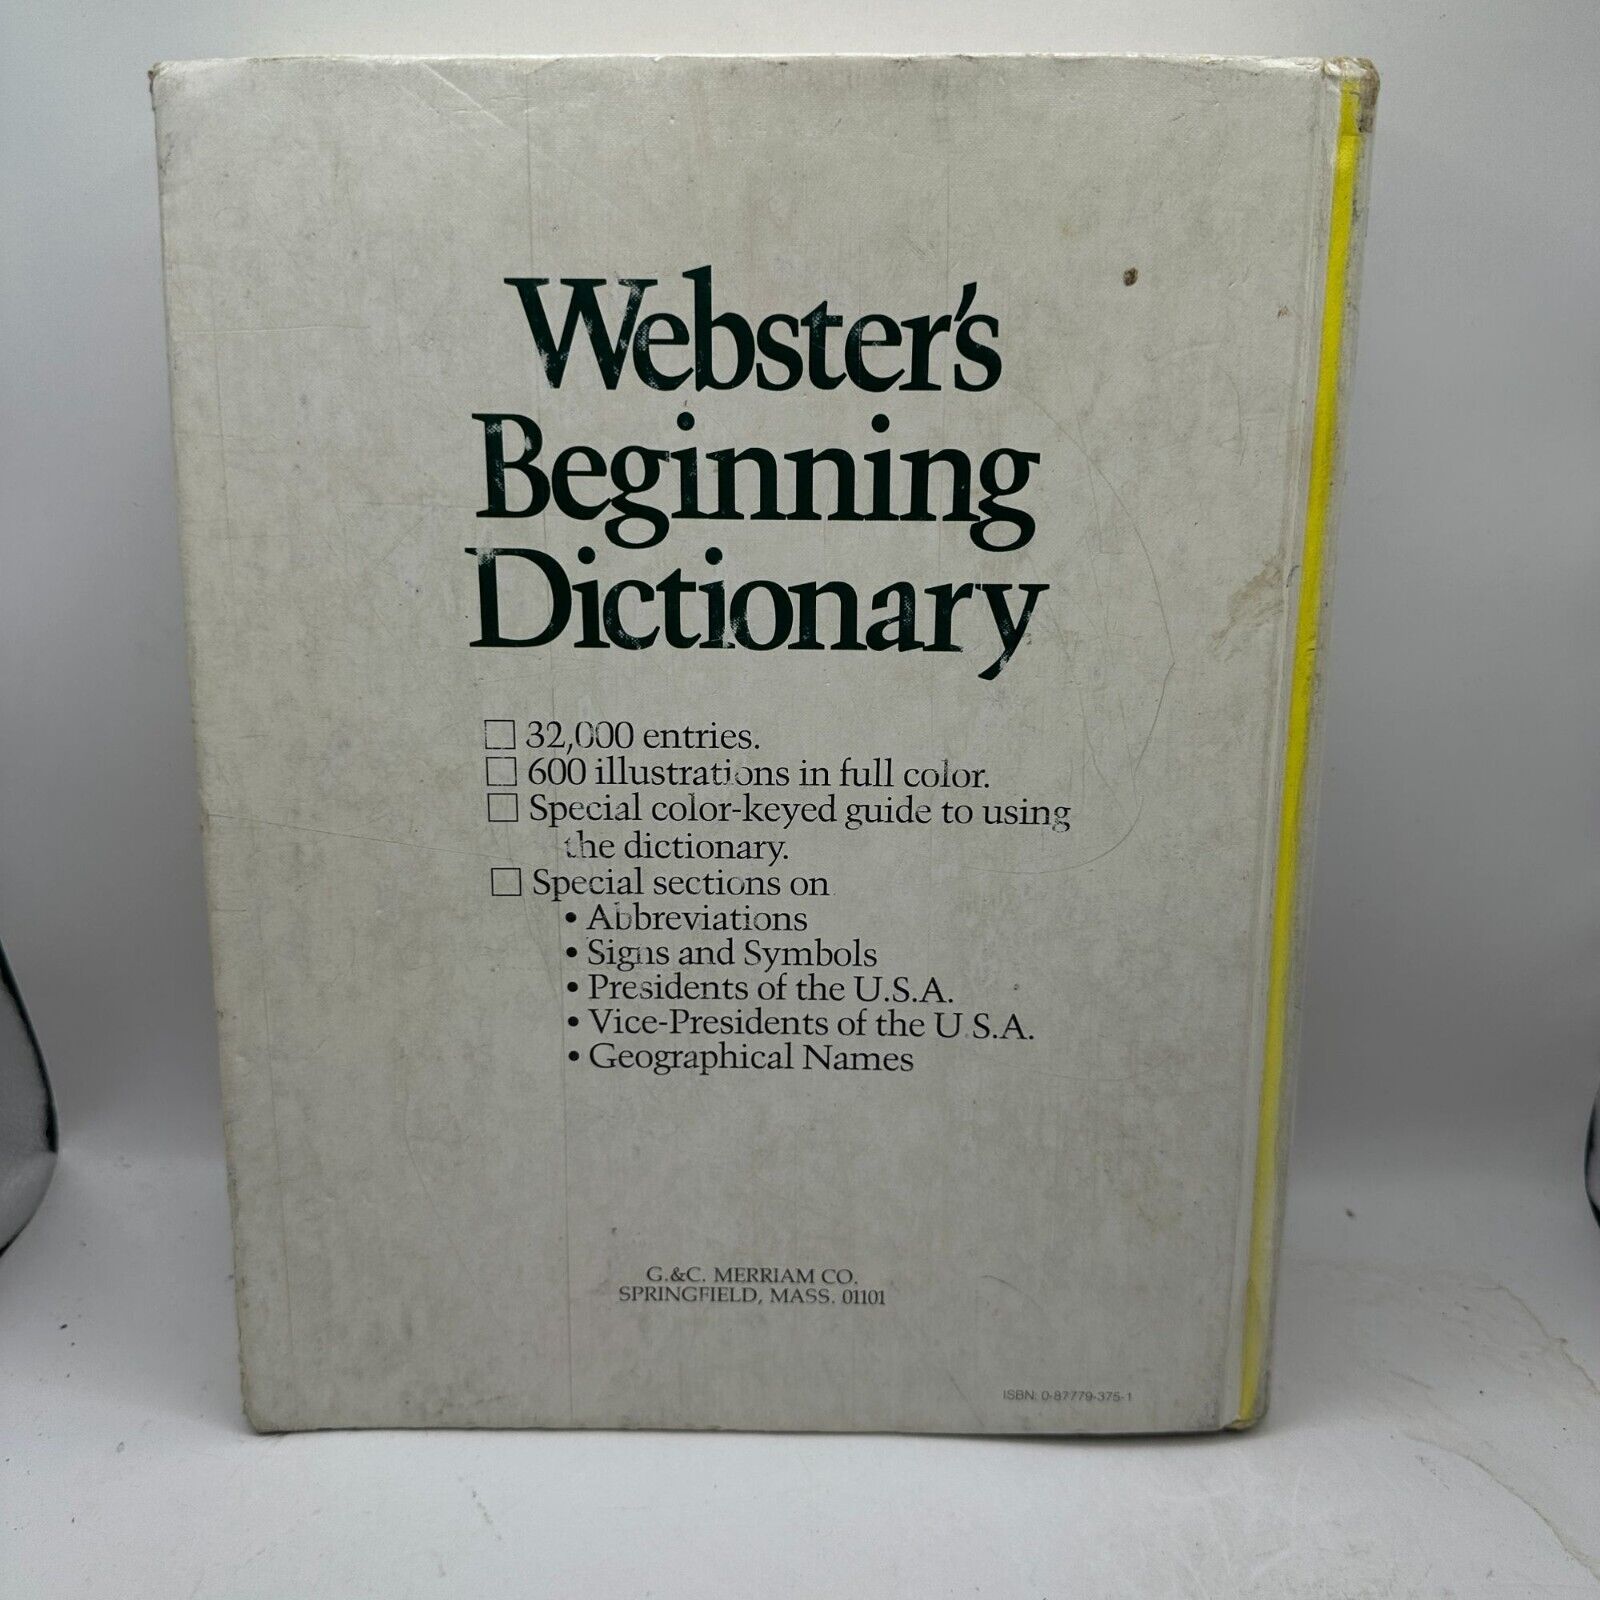 Webster's
Beginning
Dictionary
☐ 32,000 entries.
☐ 600 illustrations in full color.
☐ Special color-keyed guide to using
the dictionary.
☐ Special sections on
• Abbreviations
• Signs and Symbols
• Presidents of the U.S.A.
• Vice-Presidents of the U.S.A.
• Geographical Names
G.&C. MERRIAM CO.
SPRINGFIELD, MASS. 01101
ISBN: 0-87779-375-1